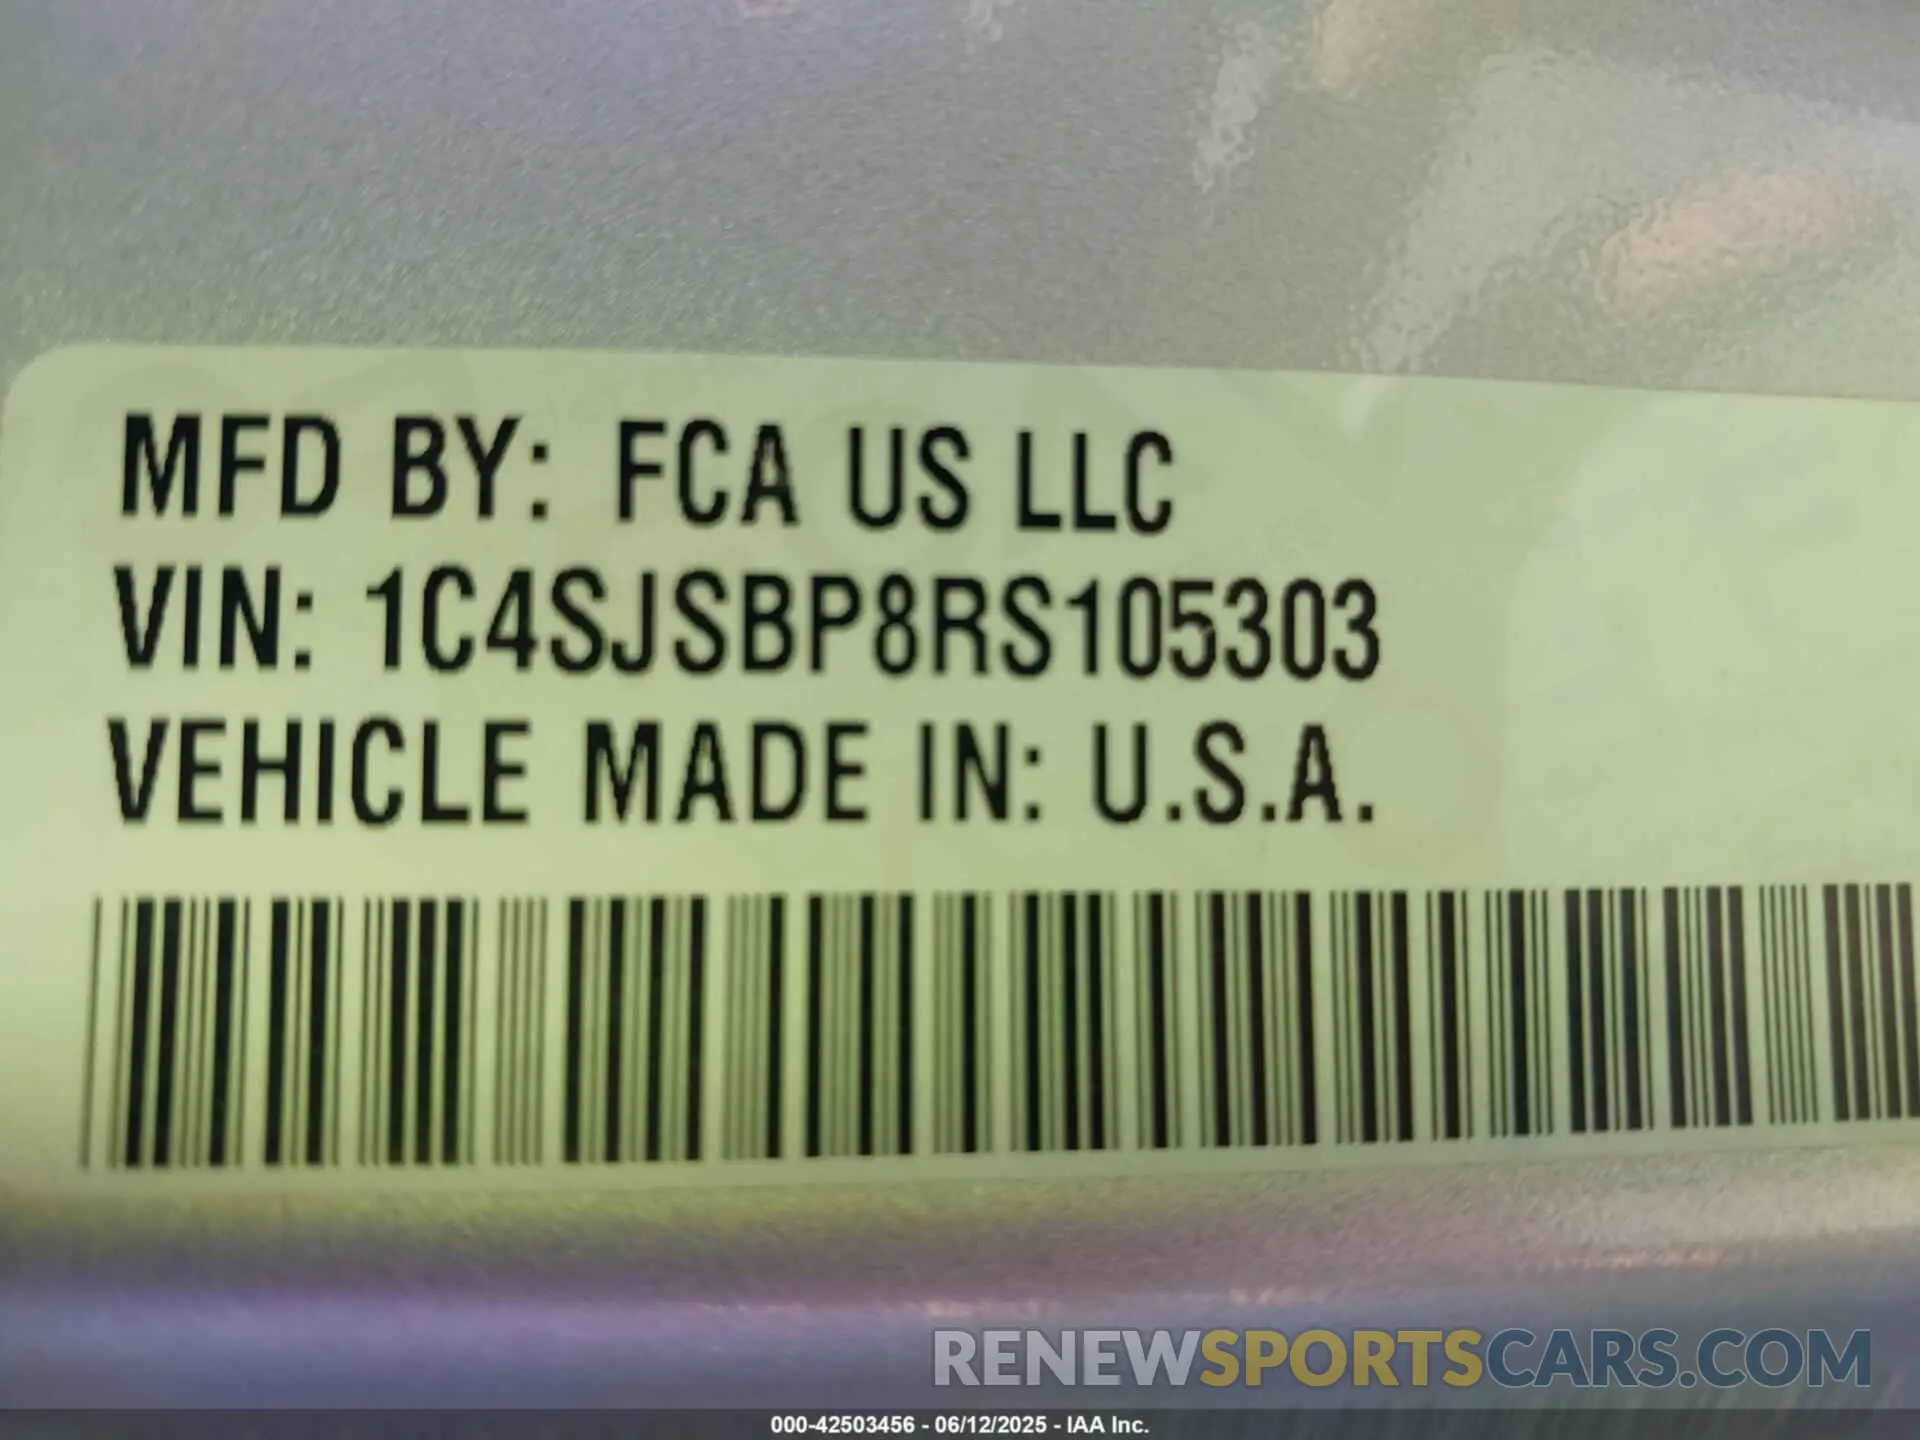 MFD BY: FCA US LLC
VIN: 1C4SJSBP8RS105303
VEHICLE MADE IN: U.S.A.
RENEWSPORTSCARS.COM
000-42503456 - 06/12/2025 - IAA Inc.